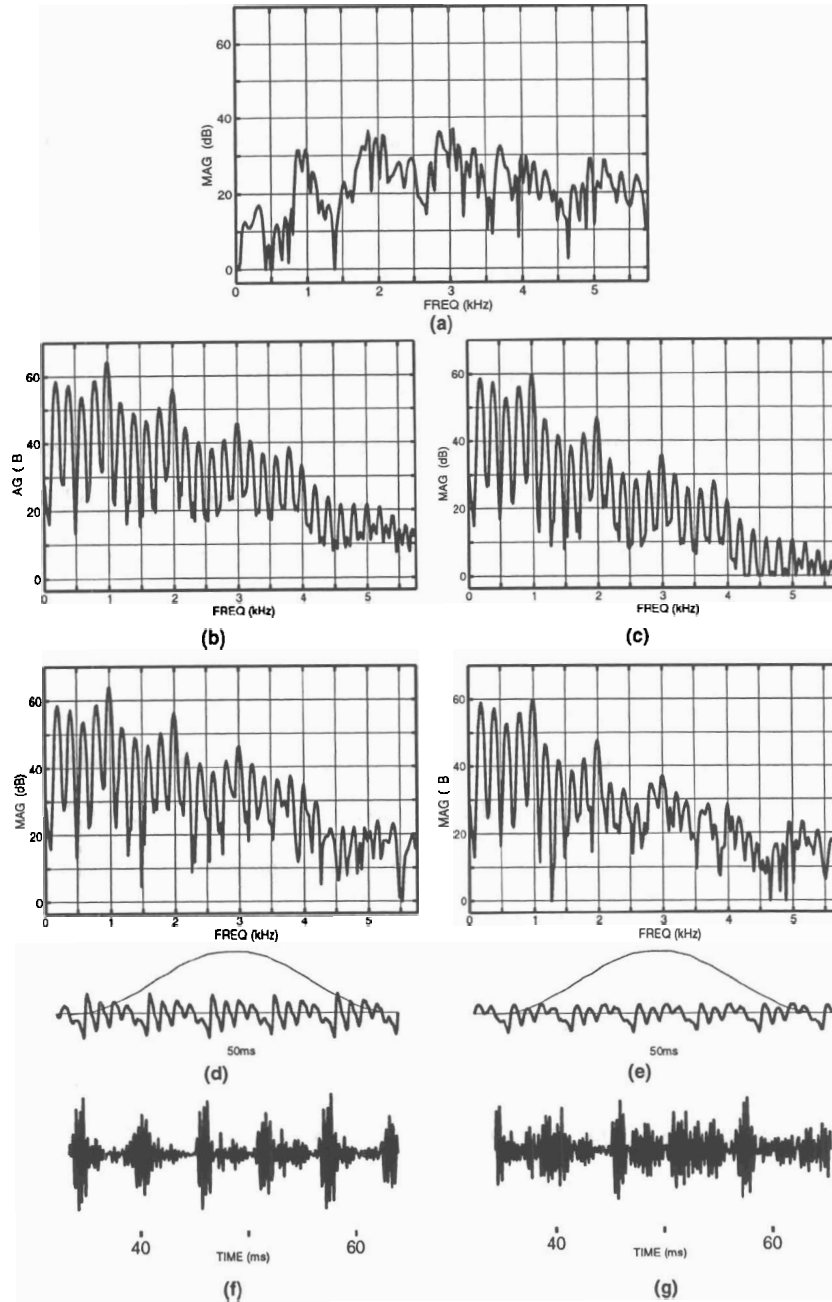 60
40
20
0
MAG (dB)
0 1 2 3 4 5
FREQ (kHz)
(a)
60
40
20
0
AG ( B
0 1 2 3 4 5
FREQ (kHz)
(b)
60
40
20
0
MAG (dB)
0 1 2 3 4 5
FREQ (kHz)
(c)
60
40
20
0
MAG (dB)
0 1 2 3 4 5
FREQ (kHz)
60
40
20
0
MAG ( B
0 1 2 3 4 5
FREQ (kHz)
50ms
(d)
50ms
(e)
40 60
TIME (ms)
(f)
40 60
TIME (ms)
(g)